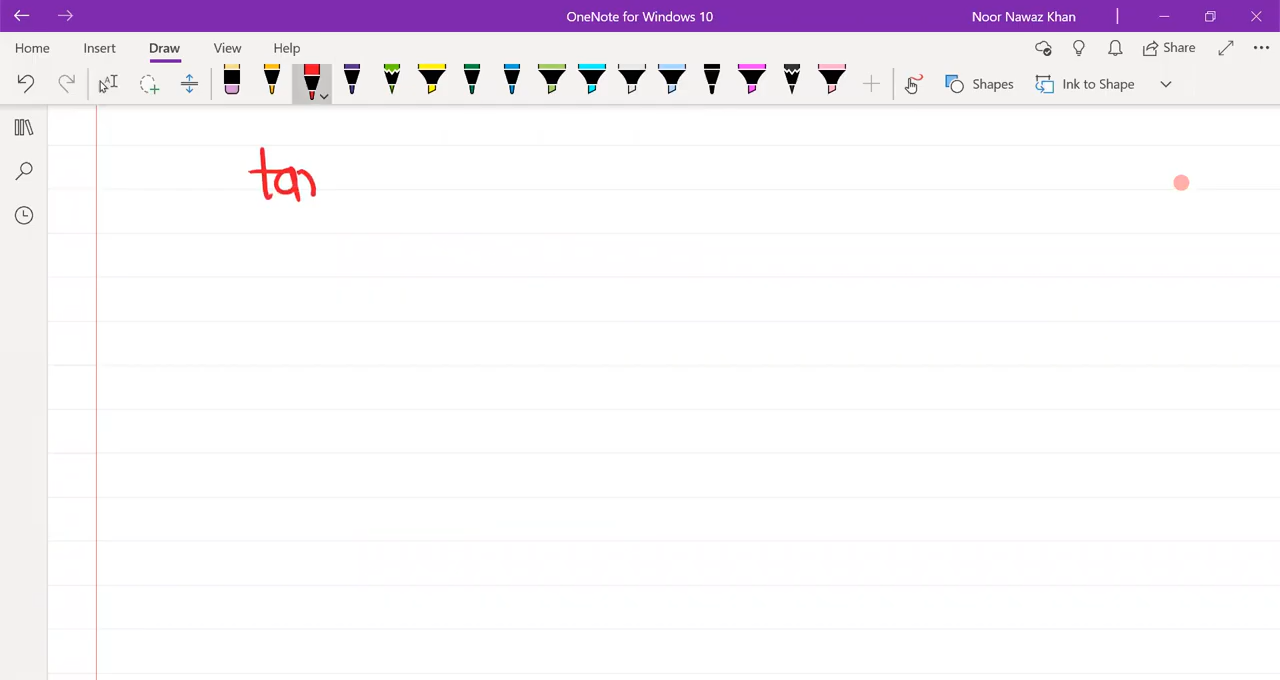 OneNote for Windows 10
Noor Nawaz Khan
Home Insert Draw View Help
Share
Shapes
Ink to Shape
tan